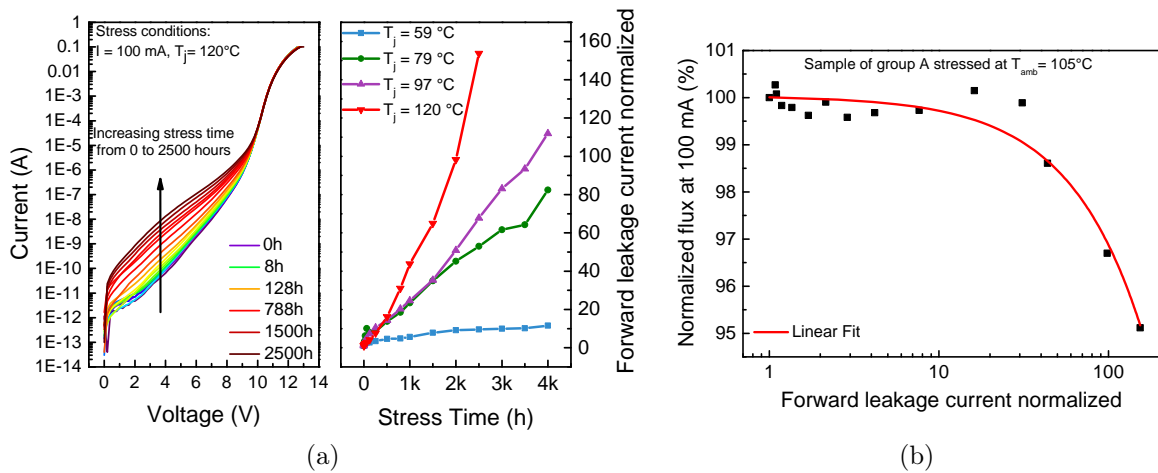 Stress conditions:
I = 100 mA, Tj= 120°C
Increasing stress time
from 0 to 2500 hours
0h
8h
128h
788h
1500h
2500h
1
0.1
0.01
1E-3
1E-4
1E-5
1E-6
1E-7
1E-8
1E-9
1E-10
1E-11
1E-12
1E-13
1E-14
Current (A)
0 2 4 6 8 10 12 14
Voltage (V)
Tj = 59 °C
Tj = 79 °C
Tj = 97 °C
Tj = 120 °C
160
140
120
100
80
60
40
20
0
Forward leakage current normalized
0 1k 2k 3k 4k
Stress Time (h)
(a)
Sample of group A stressed at Tamb= 105°C
101
100
99
98
97
96
95
Normalized flux at 100 mA (%)
Linear Fit
1 10 100
Forward leakage current normalized
(b)